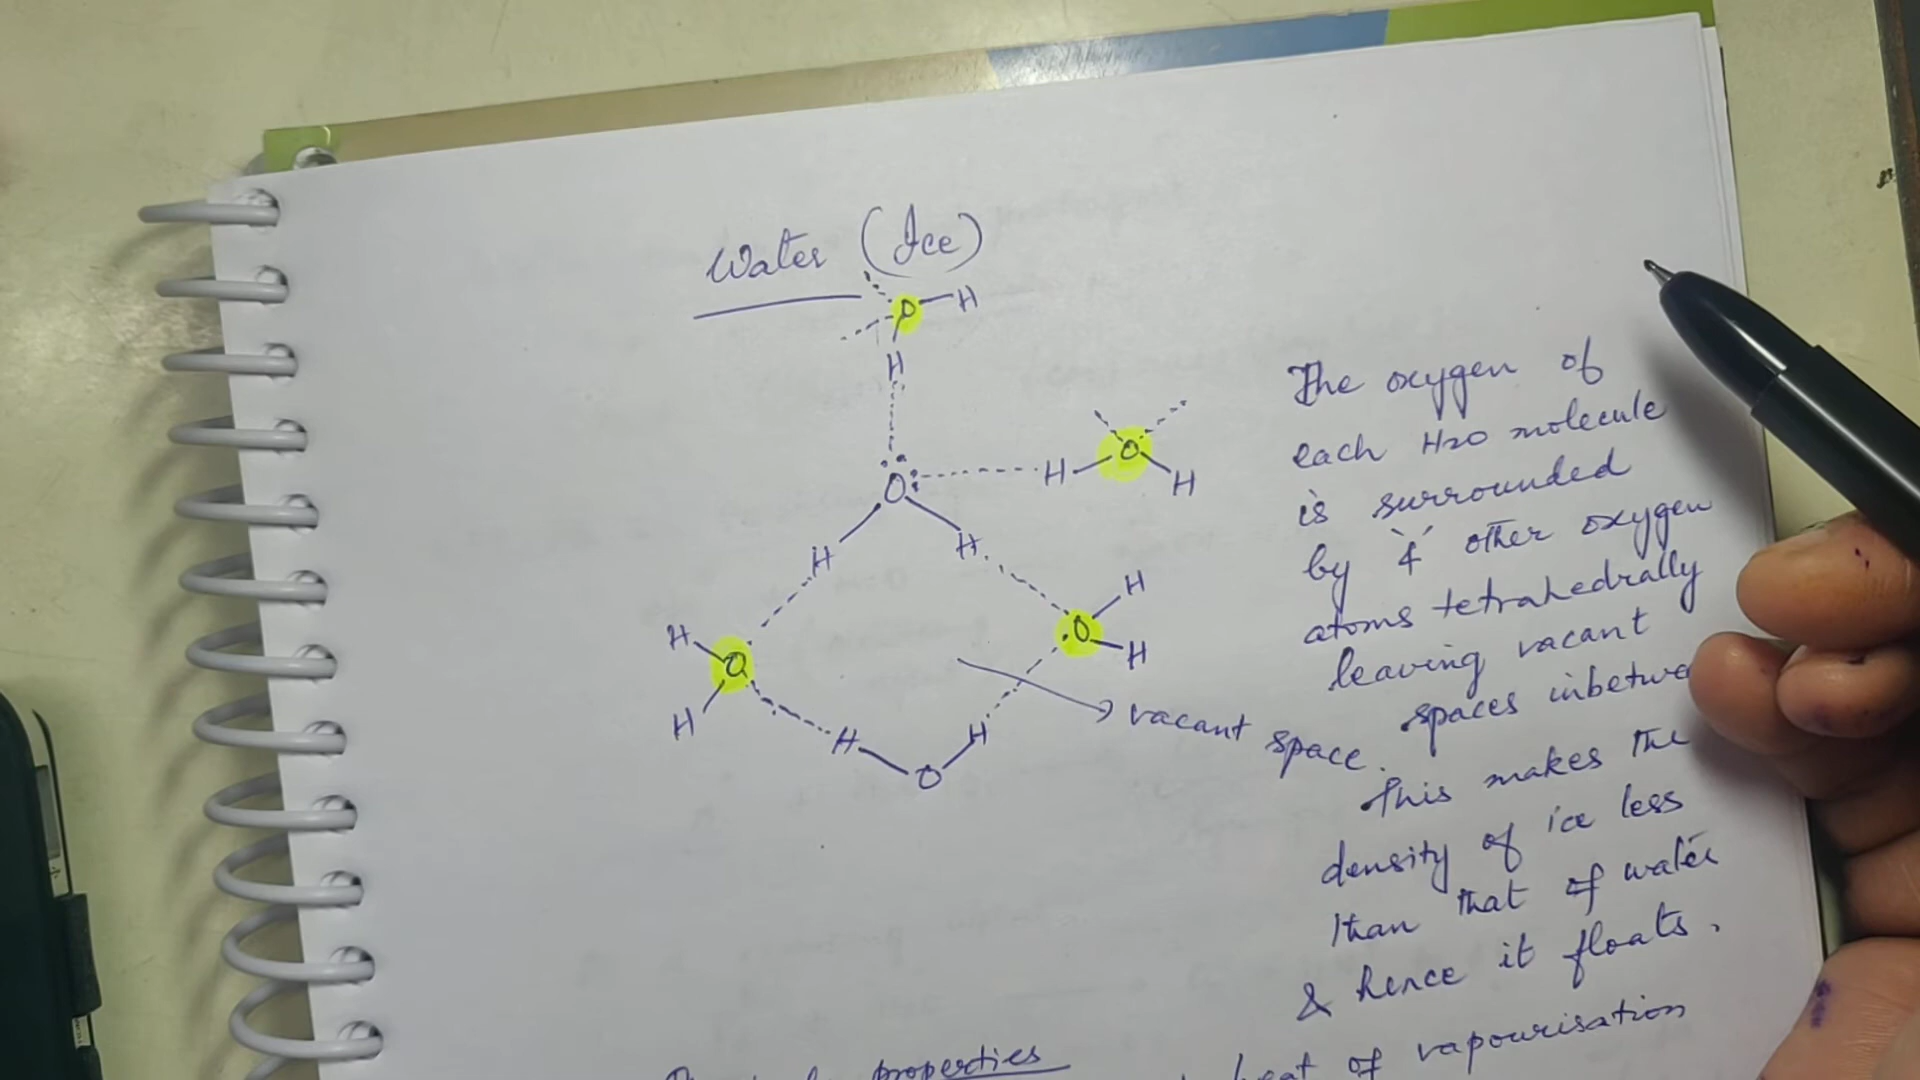 Water (Ice)
O H
H
O H O H
H H
H
H O O H
H
vacant space.
H H O H
The oxygen of
each H2O molecule
is surrounded
by '4' other oxygen
atoms tetrahedrally
leaving vacant
spaces inbetwe
This makes the
density of ice less
than that of water
& hence it floats.
properties
heat of vapourisation